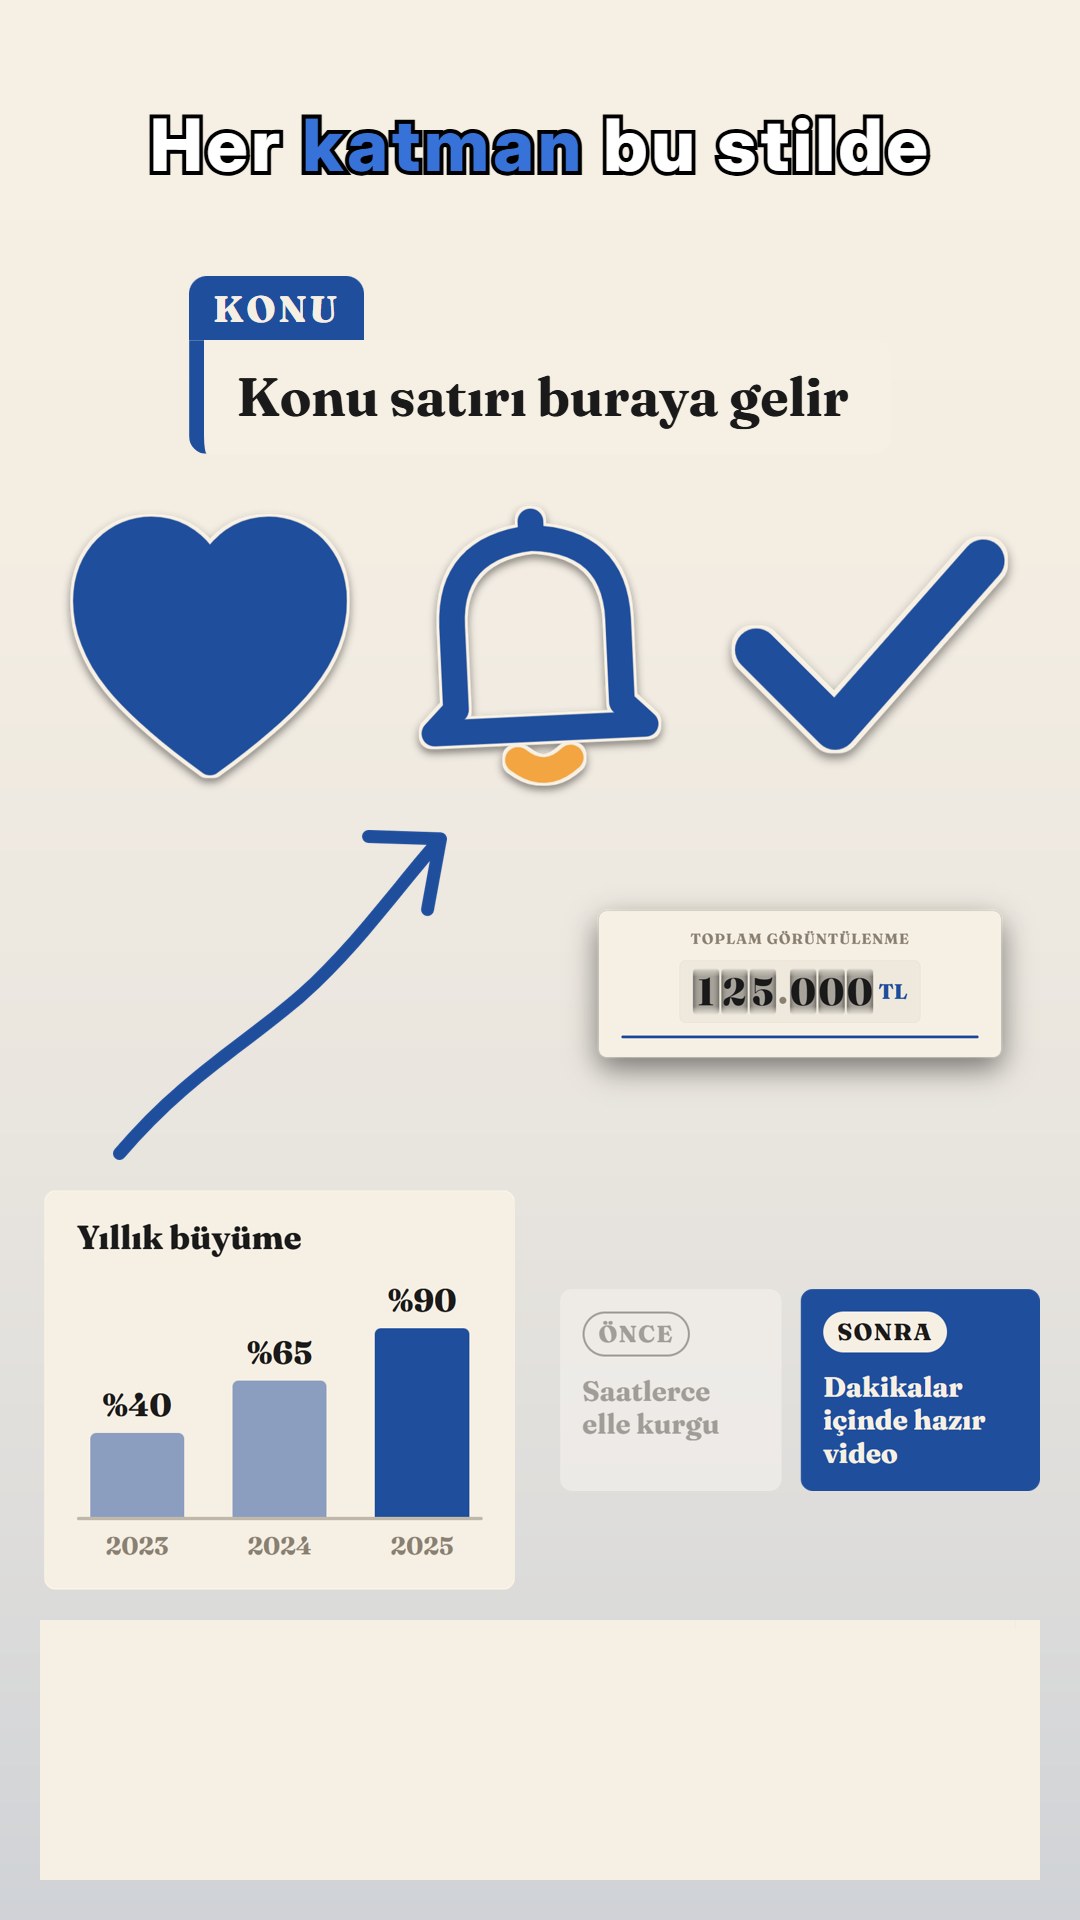 Her katman bu stilde
KONU
Konu satırı buraya gelir
TOPLAM GÖRÜNTÜLENME
125.000 TL
Yıllık büyüme
%40
%65
%90
2023
2024
2025
ÖNCE
Saatlerce
elle kurgu
SONRA
Dakikalar
içinde hazır
video